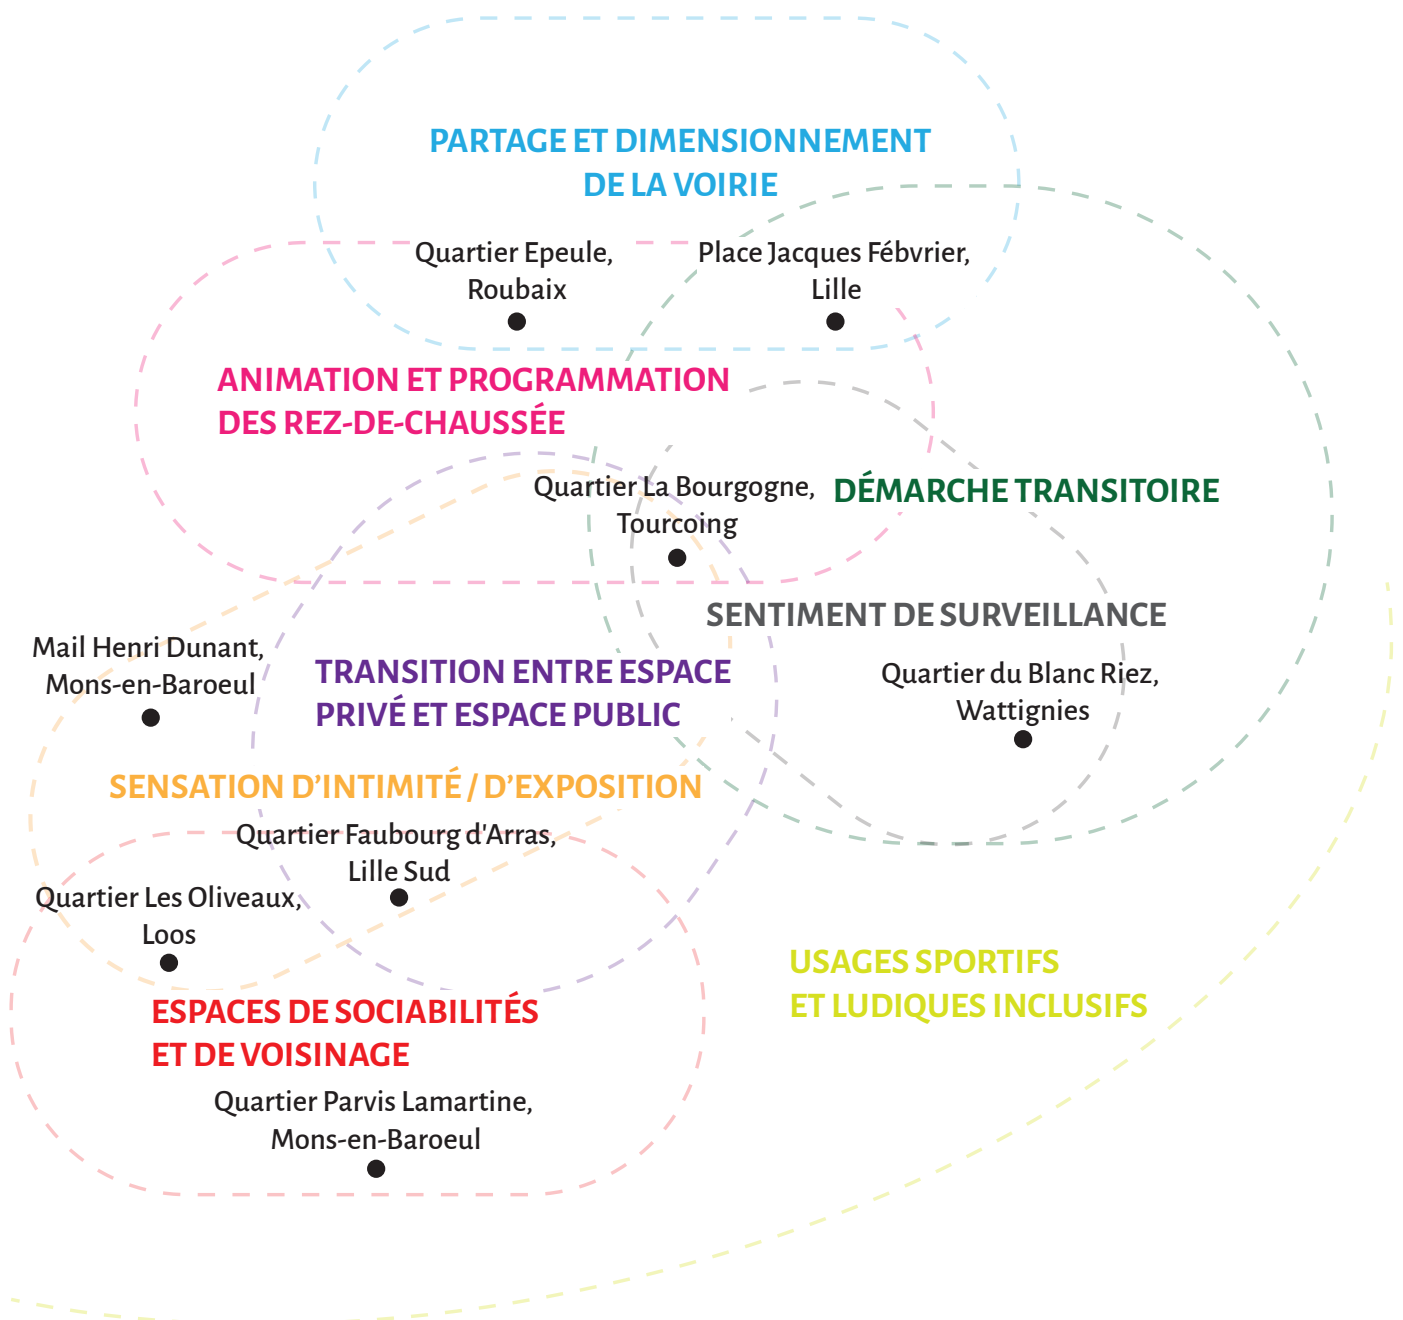 PARTAGE ET DIMENSIONNEMENT
DE LA VOIRIE
Quartier Epeule,
Roubaix
Place Jacques Fébvrier,
Lille
ANIMATION ET PROGRAMMATION
DES REZ-DE-CHAUSSÉE
Quartier La Bourgogne,
Tourcoing
DÉMARCHE TRANSITOIRE
SENTIMENT DE SURVEILLANCE
Mail Henri Dunant,
Mons-en-Baroeul
TRANSITION ENTRE ESPACE
PRIVÉ ET ESPACE PUBLIC
Quartier du Blanc Riez,
Wattignies
SENSATION D’INTIMITÉ / D’EXPOSITION
Quartier Faubourg d'Arras,
Lille Sud
Quartier Les Oliveaux,
Loos
USAGES SPORTIFS
ET LUDIQUES INCLUSIFS
ESPACES DE SOCIABILITÉS
ET DE VOISINAGE
Quartier Parvis Lamartine,
Mons-en-Baroeul